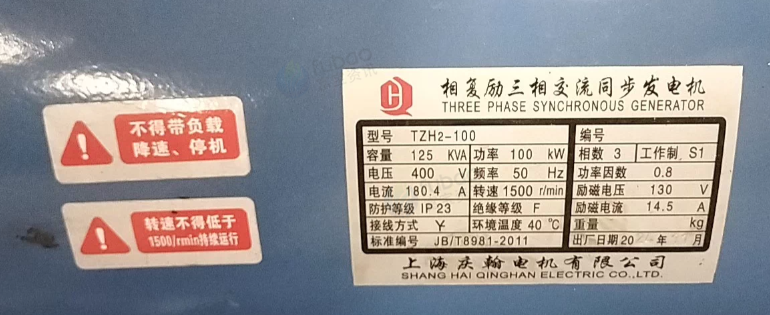 不得带负载
降速、停机
转速不得低于
1500/rmin持续运行
H
相复励三相交流同步发电机
THREE PHASE SYNCHRONOUS GENERATOR
型号 TZH2-100 编号
容量 125 KVA 功率 100 kW 相数 3 工作制 S1
电压 400 V 频率 50 Hz 功率因数 0.8
电流 180.4 A 转速 1500 r/min 励磁电压 130 V
防护等级 IP23 绝缘等级 F 励磁电流 14.5 A
接线方式 Y 环境温度 40 ℃ 重量 kg
标准编号 JB/T8981-2011 出厂日期20 年 月
上海庆翰电机有限公司
SHANG HAI QINGHAN ELECTRIC CO.,LTD.